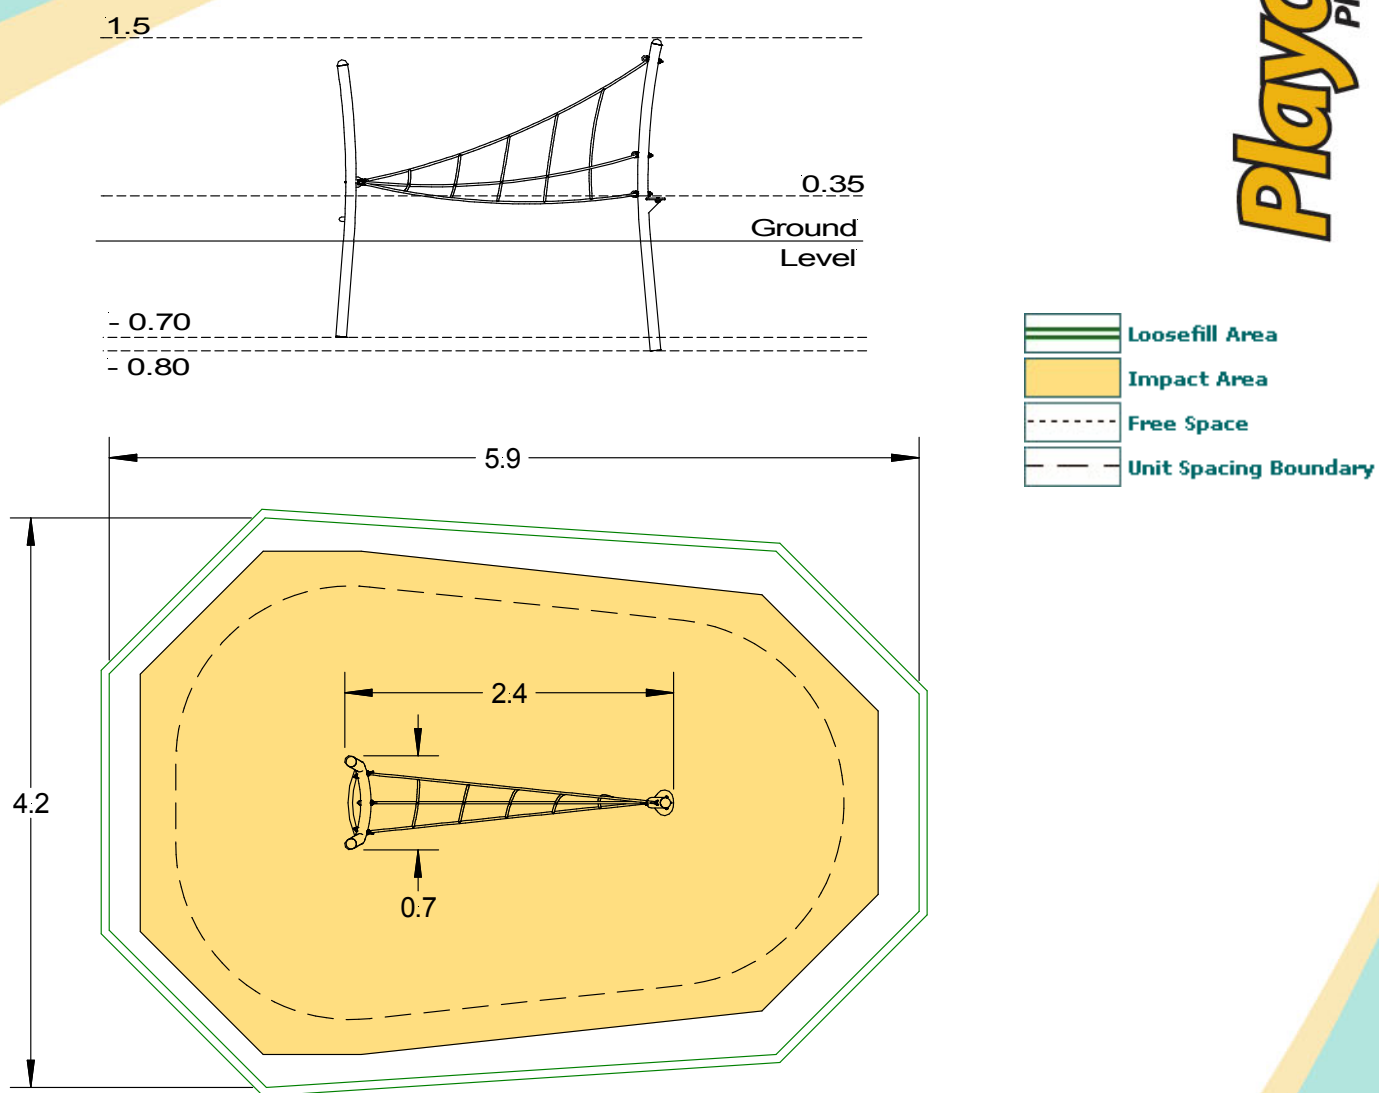 1.5
0.35
Ground
Level
- 0.70
- 0.80
Loosefill Area
Impact Area
Free Space
Unit Spacing Boundary
5.9
2.4
4.2
0.7